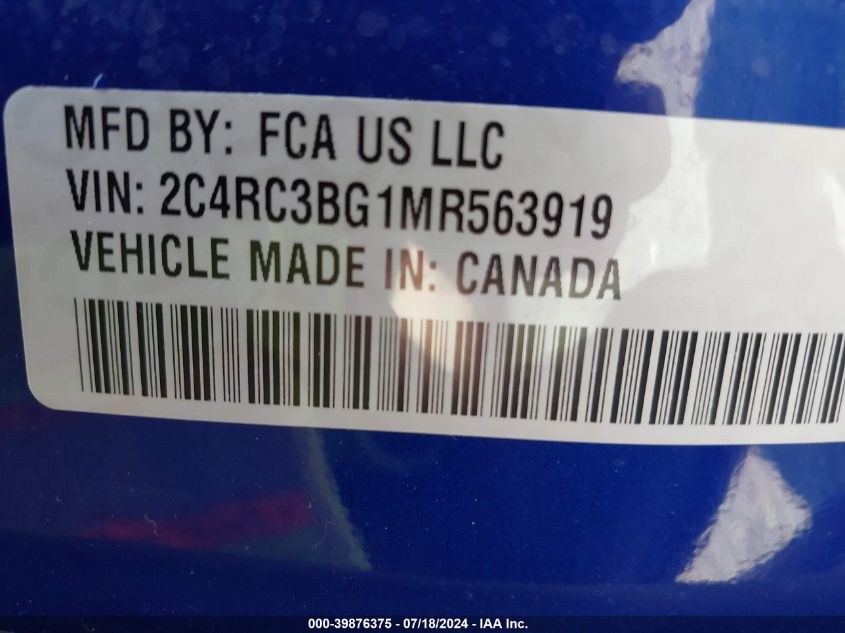 MFD BY: FCA US LLC
VIN: 2C4RC3BG1MR563919
VEHICLE MADE IN: CANADA
000-39876375 - 07/18/2024 - IAA Inc.